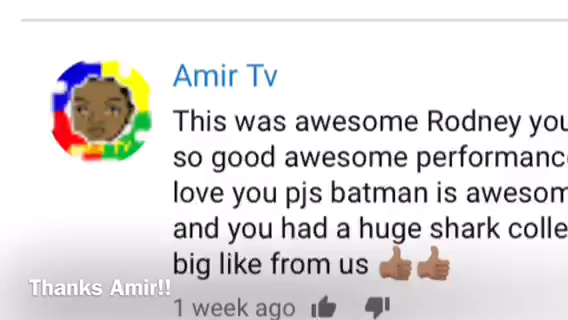 Amir Tv
This was awesome Rodney you
so good awesome performanc
love you pjs batman is awesom
and you had a huge shark colle
big like from us 👍🏾👍🏾
Thanks Amir!!
1 week ago